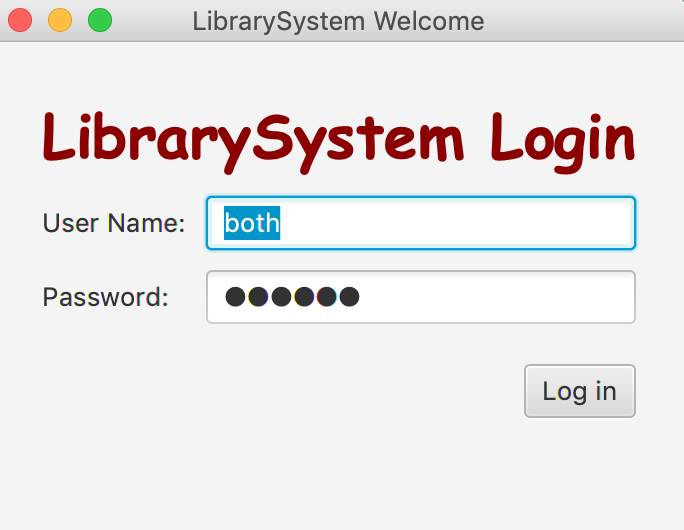 LibrarySystem Welcome
LibrarySystem Login
User Name: both
Password: ●●●●●●
Log in